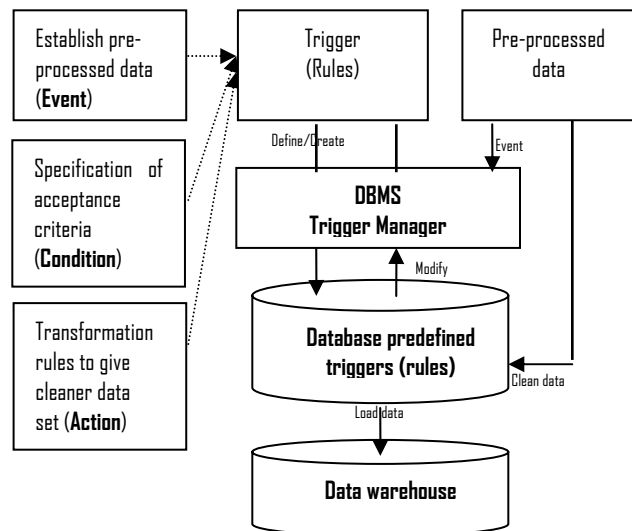 Establish pre-
processed data
(Event)
Trigger
(Rules)
Pre-processed
data
Define/Create
Event
Specification of
acceptance
criteria
(Condition)
DBMS
Trigger Manager
Modify
Transformation
rules to give
cleaner data
set (Action)
Database predefined
triggers (rules)
Clean data
Load data
Data warehouse